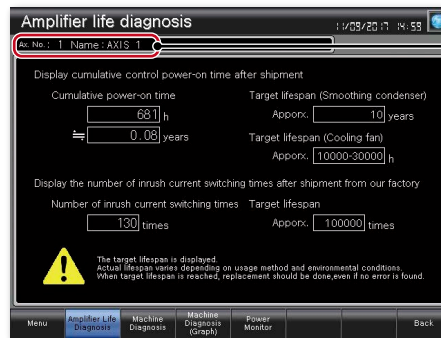 Amplifier life diagnosis
11/09/2017 14:59
Ax. No.: 1 Name: AXIS 1
Display cumulative control power-on time after shipment
Cumulative power-on time
Target lifespan (Smoothing condenser)
681 h
Apporx. 10 years
≒ 0.08 years
Target lifespan (Cooling fan)
Apporx. 10000-30000 h
Display the number of inrush current switching times after shipment from our factory
Number of inrush current switching times
Target lifespan
130 times
Apporx. 100000 times
The target lifespan is displayed.
Actual lifespan varies depending on usage method and environmental conditions.
When target lifespan is reached, replacement should be done,even if no error is found.
Menu
Amplifier Life
Diagnosis
Machine
Diagnosis
Machine
Diagnosis
(Graph)
Power
Monitor
Back